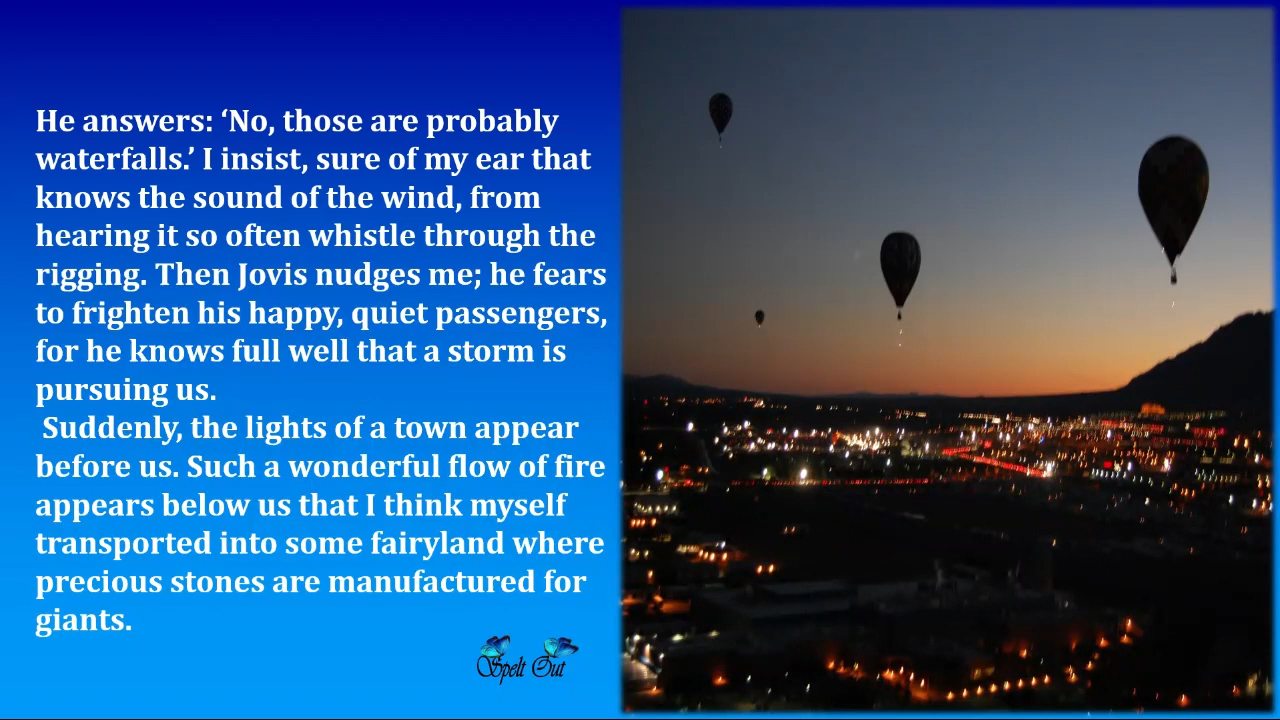 He answers: ‘No, those are probably
waterfalls.’ I insist, sure of my ear that
knows the sound of the wind, from
hearing it so often whistle through the
rigging. Then Jovis nudges me; he fears
to frighten his happy, quiet passengers,
for he knows full well that a storm is
pursuing us.
Suddenly, the lights of a town appear
before us. Such a wonderful flow of fire
appears below us that I think myself
transported into some fairyland where
precious stones are manufactured for
giants.
Spelt Out